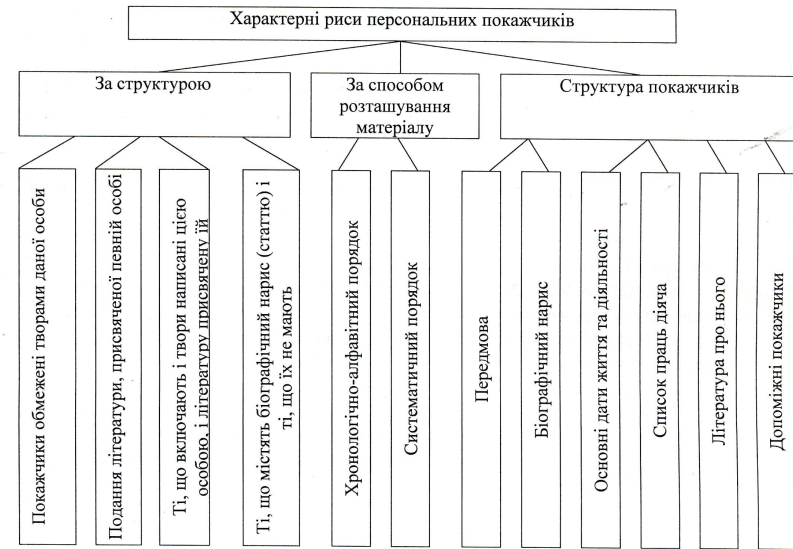 Характерні риси персональних покажчиків
За структурою
За способом
розташування
матеріалу
Структура покажчиків
Покажчики обмежені творами даної особи
Подання літератури, присвяченої певній особі
Ті, що включають і твори написані цією
особою, і літературу присвячену їй
Ті, що містять біографічний нарис (статтю) і
ті, що їх не мають
Хронологічно-алфавітний порядок
Систематичний порядок
Передмова
Біографічний нарис
Основні дати життя та діяльності
Список праць діяча
Література про нього
Допоміжні покажчики